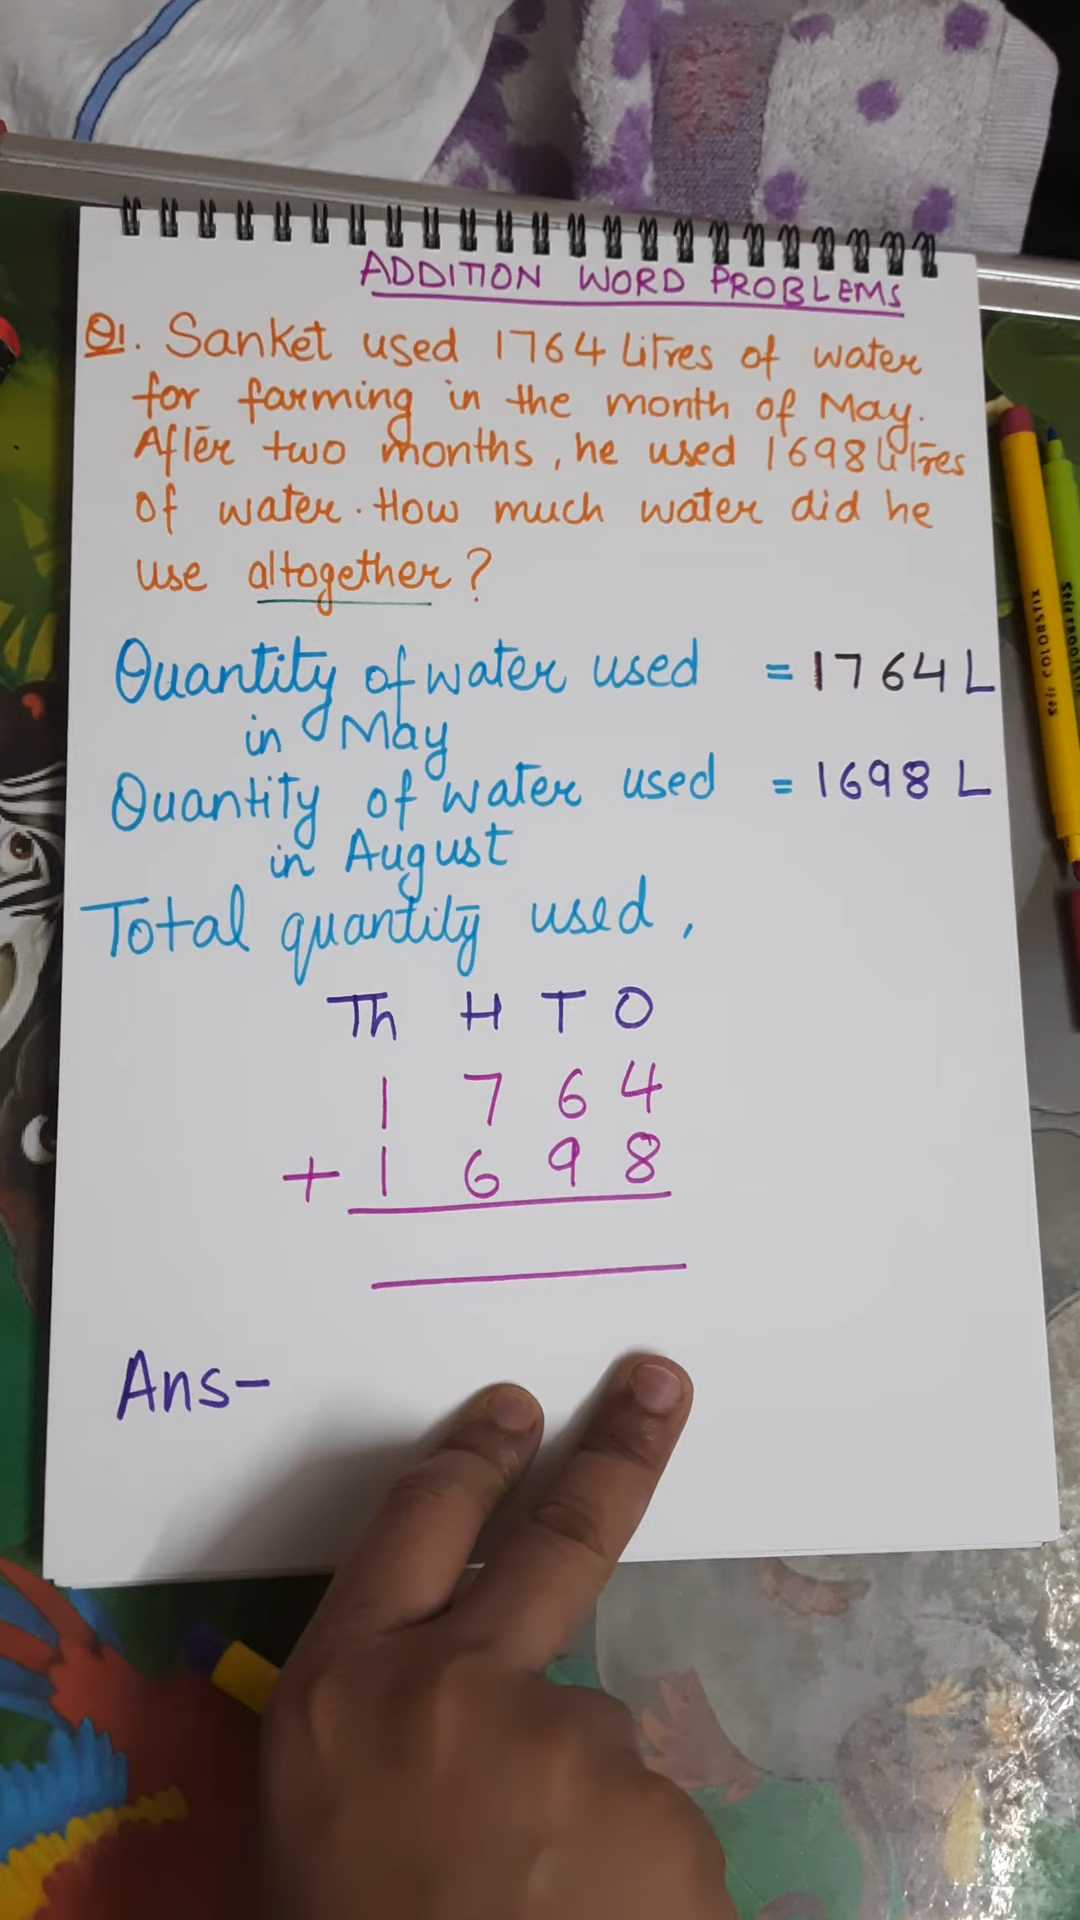 ADDITION WORD PROBLEMS
Q1. Sanket used 1764 Litres of water
for farming in the month of May.
After two months, he used 1698 Litres
of water. How much water did he
use altogether?
Quantity of water used = 1764 L
in May
Quantity of water used = 1698 L
in August
Total quantity used,
Th H T O
1 7 6 4
+ 1 6 9 8
Ans-
COLORSTIX